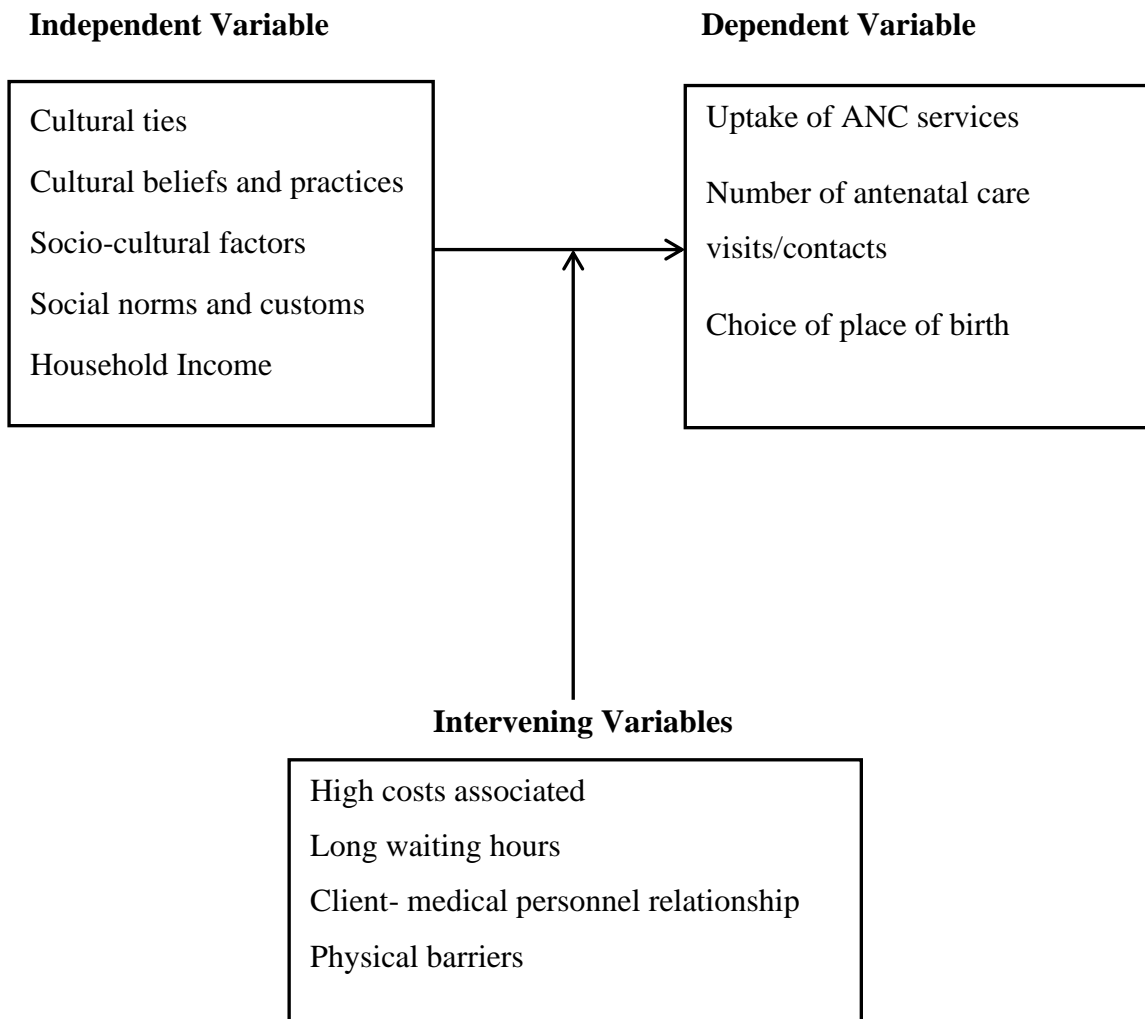 Independent Variable
Cultural ties
Cultural beliefs and practices
Socio-cultural factors
Social norms and customs
Household Income
Dependent Variable
Uptake of ANC services
Number of antenatal care
visits/contacts
Choice of place of birth
Intervening Variables
High costs associated
Long waiting hours
Client- medical personnel relationship
Physical barriers